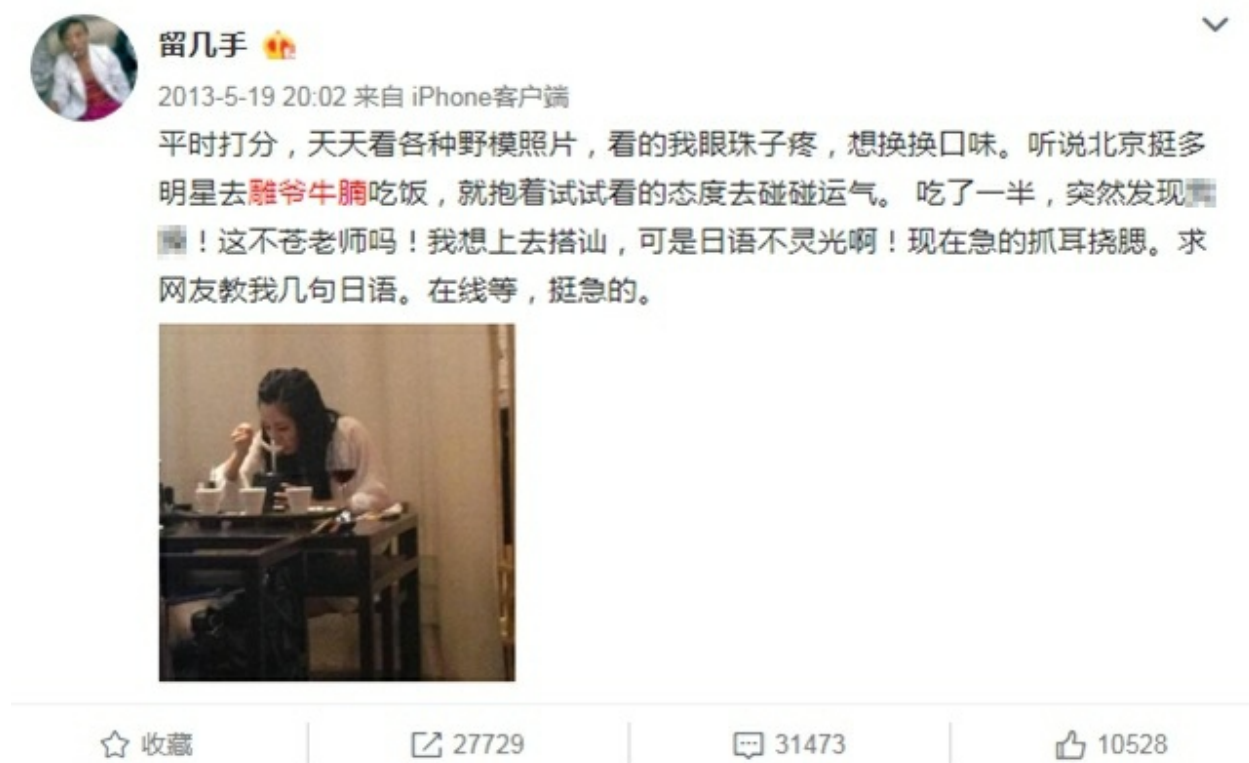 留几手
2013-5-19 20:02 来自 iPhone客户端
平时打分，天天看各种野模照片，看的我眼珠子疼，想换换口味。听说北京挺多
明星去雕爷牛腩吃饭，就抱着试试看的态度去碰碰运气。 吃了一半，突然发现
！这不苍老师吗！我想上去搭讪，可是日语不灵光啊！现在急的抓耳挠腮。求
网友教我几句日语。在线等，挺急的。
收藏 27729 31473 10528